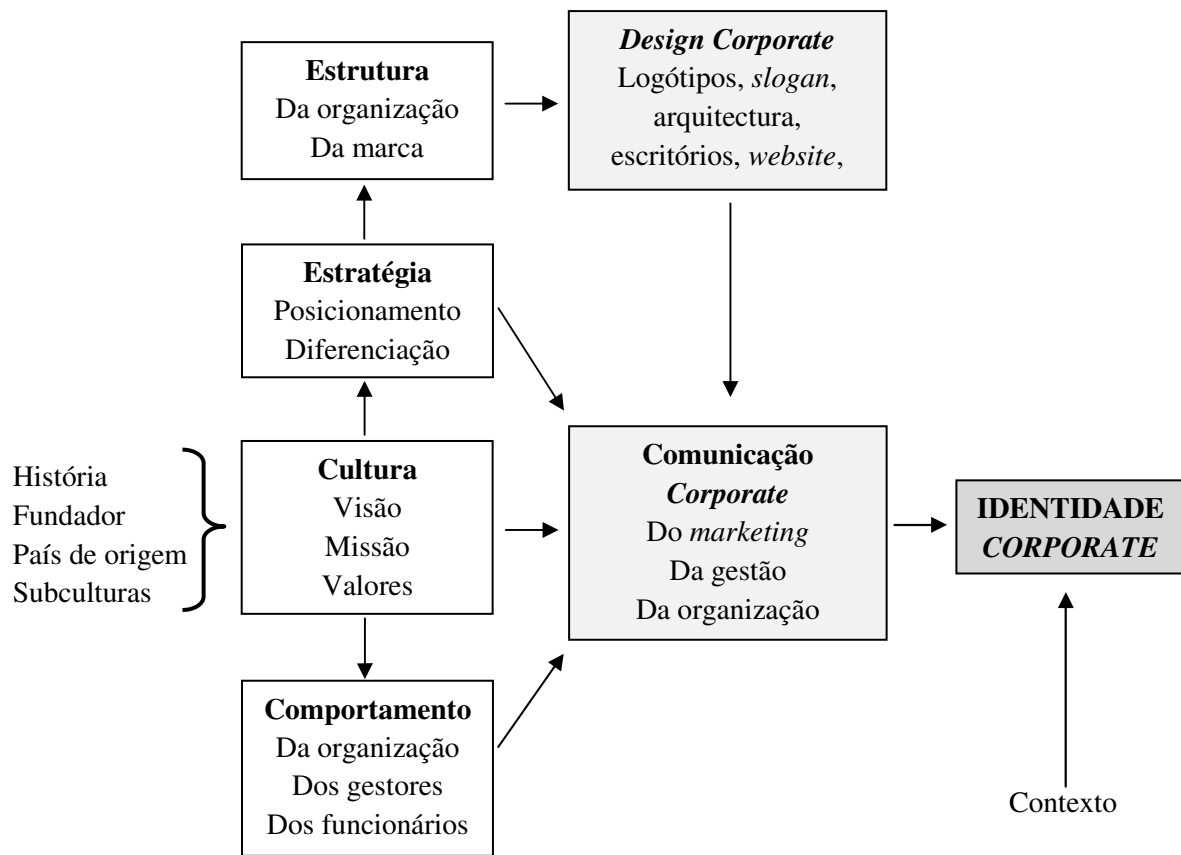 Estrutura
Da organização
Da marca
Design Corporate
Logótipos, slogan,
arquitectura,
escritórios, website,
Estratégia
Posicionamento
Diferenciação
História
Fundador
País de origem
Subculturas
Cultura
Visão
Missão
Valores
Comunicação
Corporate
Do marketing
Da gestão
Da organização
IDENTIDADE
CORPORATE
Comportamento
Da organização
Dos gestores
Dos funcionários
Contexto